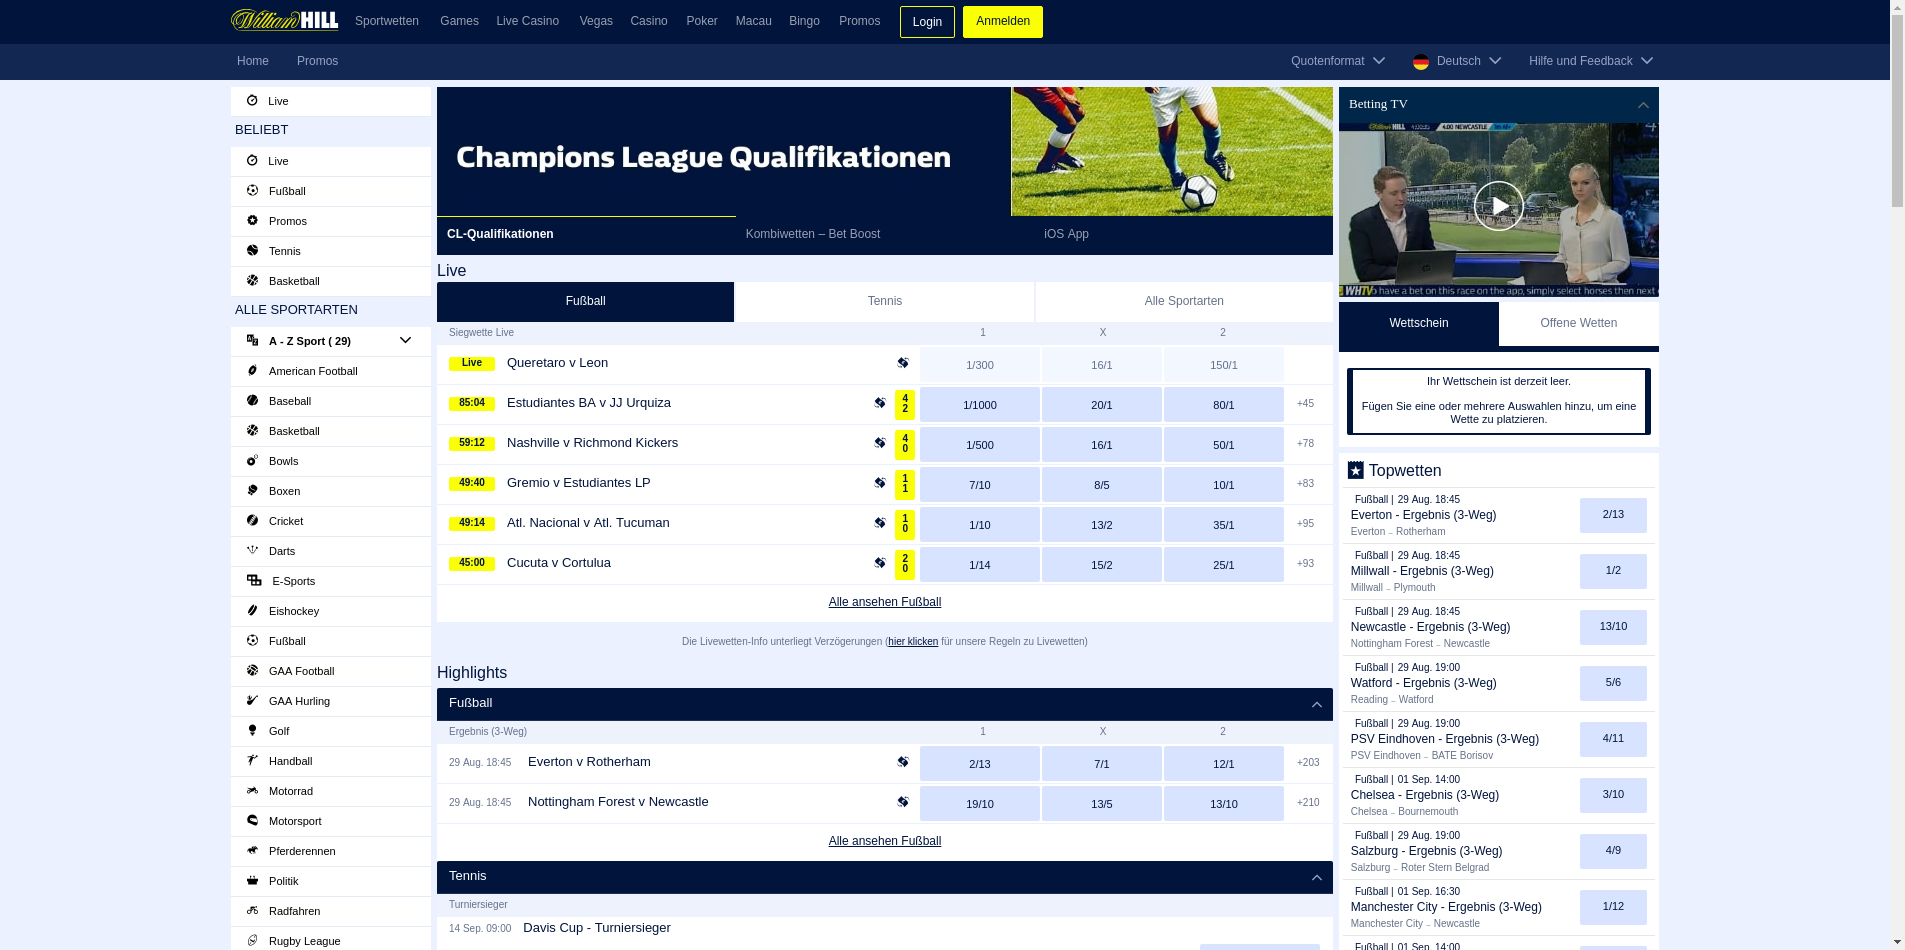 William HILL
Sportwetten Games Live Casino Vegas Casino Poker Macau Bingo Promos Login Anmelden
Home Promos Quotenformat Deutsch Hilfe und Feedback
Live
BELIEBT
Live
Fußball
Promos
Tennis
Basketball
ALLE SPORTARTEN
A - Z Sport ( 29)
American Football
Baseball
Basketball
Bowls
Boxen
Cricket
Darts
E-Sports
Eishockey
Fußball
GAA Football
GAA Hurling
Golf
Handball
Motorrad
Motorsport
Pferderennen
Politik
Radfahren
Rugby League
Champions League Qualifikationen
CL-Qualifikationen Kombiwetten – Bet Boost iOS App
Live
Fußball Tennis Alle Sportarten
Siegwette Live 1 X 2
Live Queretaro v Leon 1/300 16/1 150/1
85:04 Estudiantes BA v JJ Urquiza 4 2 1/1000 20/1 80/1 +45
59:12 Nashville v Richmond Kickers 4 0 1/500 16/1 50/1 +78
49:40 Gremio v Estudiantes LP 1 1 7/10 8/5 10/1 +83
49:14 Atl. Nacional v Atl. Tucuman 1 0 1/10 13/2 35/1 +95
45:00 Cucuta v Cortulua 2 0 1/14 15/2 25/1 +93
Alle ansehen Fußball
Die Livewetten-Info unterliegt Verzögerungen (hier klicken für unsere Regeln zu Livewetten)
Highlights
Fußball
Ergebnis (3-Weg) 1 X 2
29 Aug. 18:45 Everton v Rotherham 2/13 7/1 12/1 +203
29 Aug. 18:45 Nottingham Forest v Newcastle 19/10 13/5 13/10 +210
Alle ansehen Fußball
Tennis
Turniersieger
14 Sep. 09:00 Davis Cup - Turniersieger
Betting TV
4.00 NEWCASTLE
WHTV have a bet on this race on the app, simply select horses then next
Wettschein Offene Wetten
Ihr Wettschein ist derzeit leer.
Fügen Sie eine oder mehrere Auswahlen hinzu, um eine
Wette zu platzieren.
Topwetten
Fußball | 29 Aug. 18:45
Everton - Ergebnis (3-Weg) 2/13
Everton – Rotherham
Fußball | 29 Aug. 18:45
Millwall - Ergebnis (3-Weg) 1/2
Millwall – Plymouth
Fußball | 29 Aug. 18:45
Newcastle - Ergebnis (3-Weg) 13/10
Nottingham Forest – Newcastle
Fußball | 29 Aug. 19:00
Watford - Ergebnis (3-Weg) 5/6
Reading – Watford
Fußball | 29 Aug. 19:00
PSV Eindhoven - Ergebnis (3-Weg) 4/11
PSV Eindhoven – BATE Borisov
Fußball | 01 Sep. 14:00
Chelsea - Ergebnis (3-Weg) 3/10
Chelsea – Bournemouth
Fußball | 29 Aug. 19:00
Salzburg - Ergebnis (3-Weg) 4/9
Salzburg – Roter Stern Belgrad
Fußball | 01 Sep. 16:30
Manchester City - Ergebnis (3-Weg) 1/12
Manchester City – Newcastle
Fußball | 01 Sep. 14:00